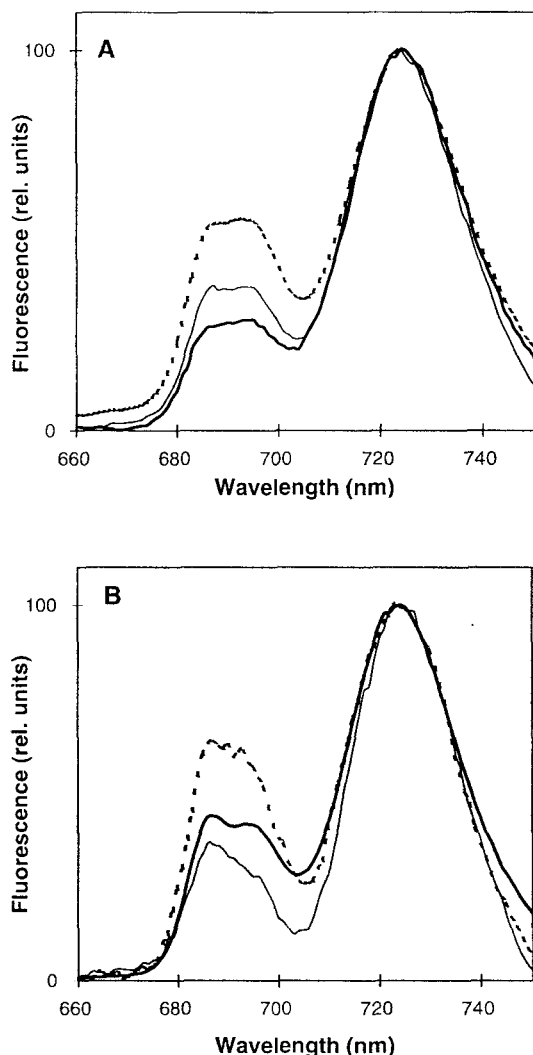 A
100
0
Fluorescence (rel. units)
660 680 700 720 740
Wavelength (nm)
B
100
0
Fluorescence (rel. units)
660 680 700 720 740
Wavelength (nm)